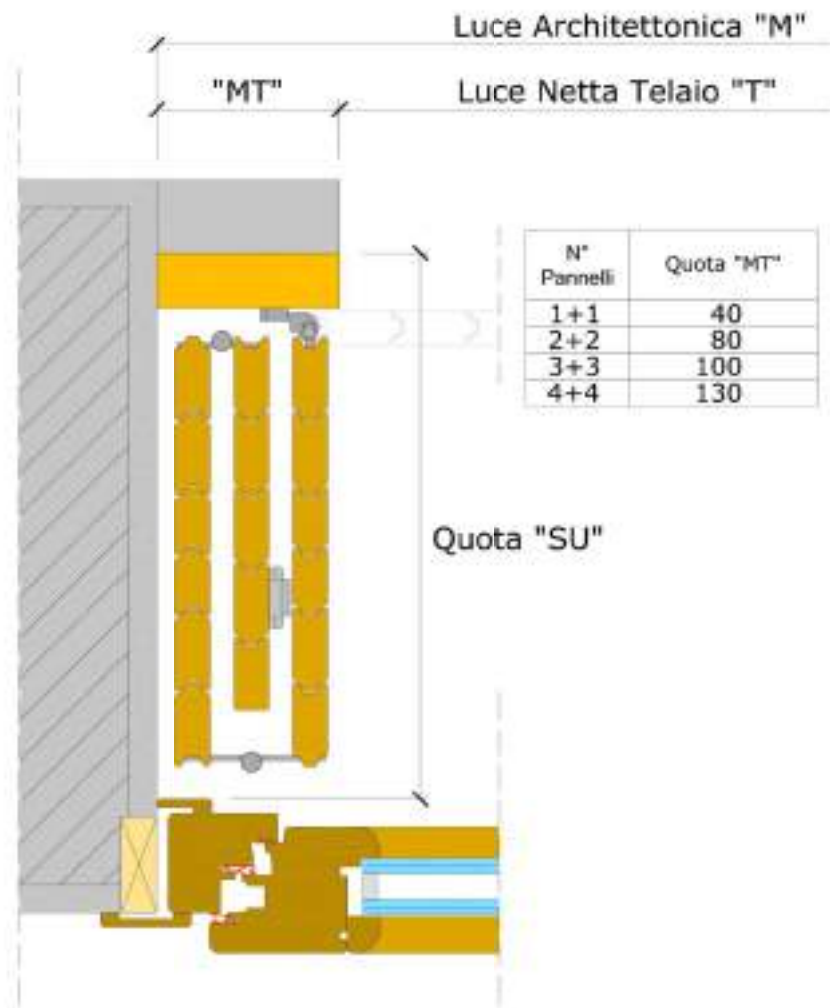 Luce Architettonica "M"
"MT"
Luce Netta Telaio "T"
N°
Pannelli
Quota "MT"
1+1 40
2+2 80
3+3 100
4+4 130
Quota "SU"